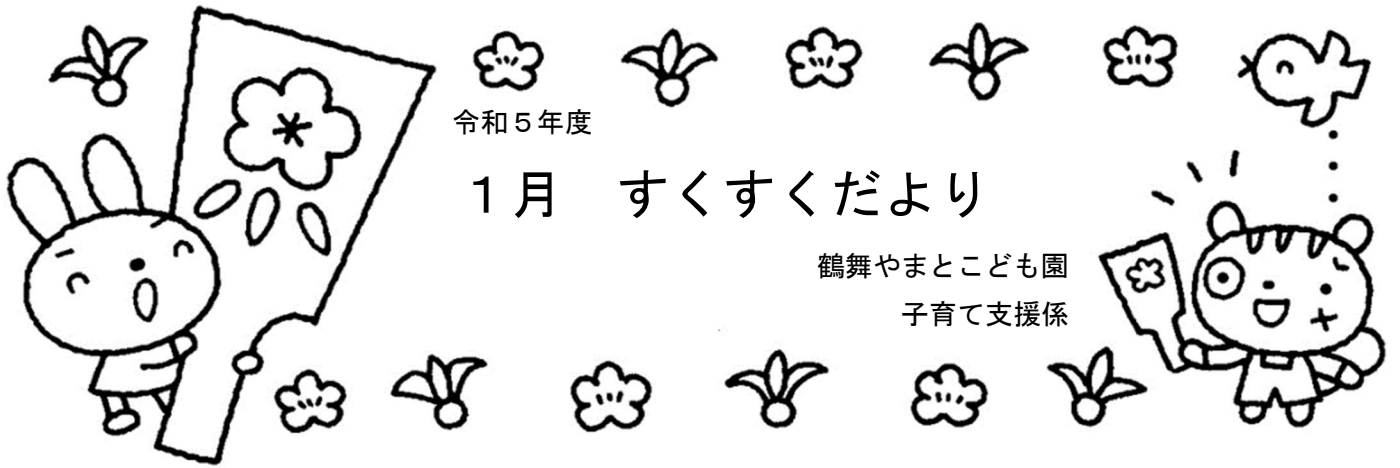 令和５年度
１月　すくすくだより
鶴舞やまとこども園
子育て支援係